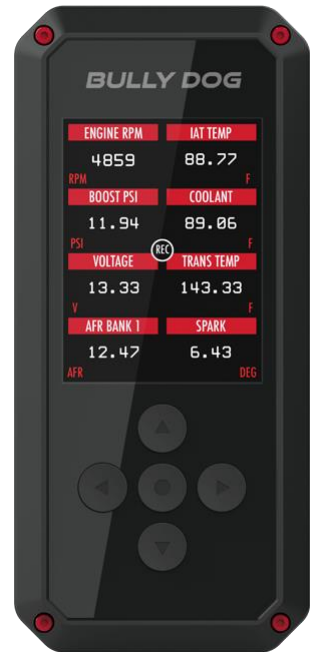 BULLY DOG
ENGINE RPM IAT TEMP
4859 88.77
RPM F
BOOST PSI COOLANT
11.94 89.06
PSI F
REC
VOLTAGE TRANS TEMP
13.33 143.33
V F
AFR BANK 1 SPARK
12.47 6.43
AFR DEG